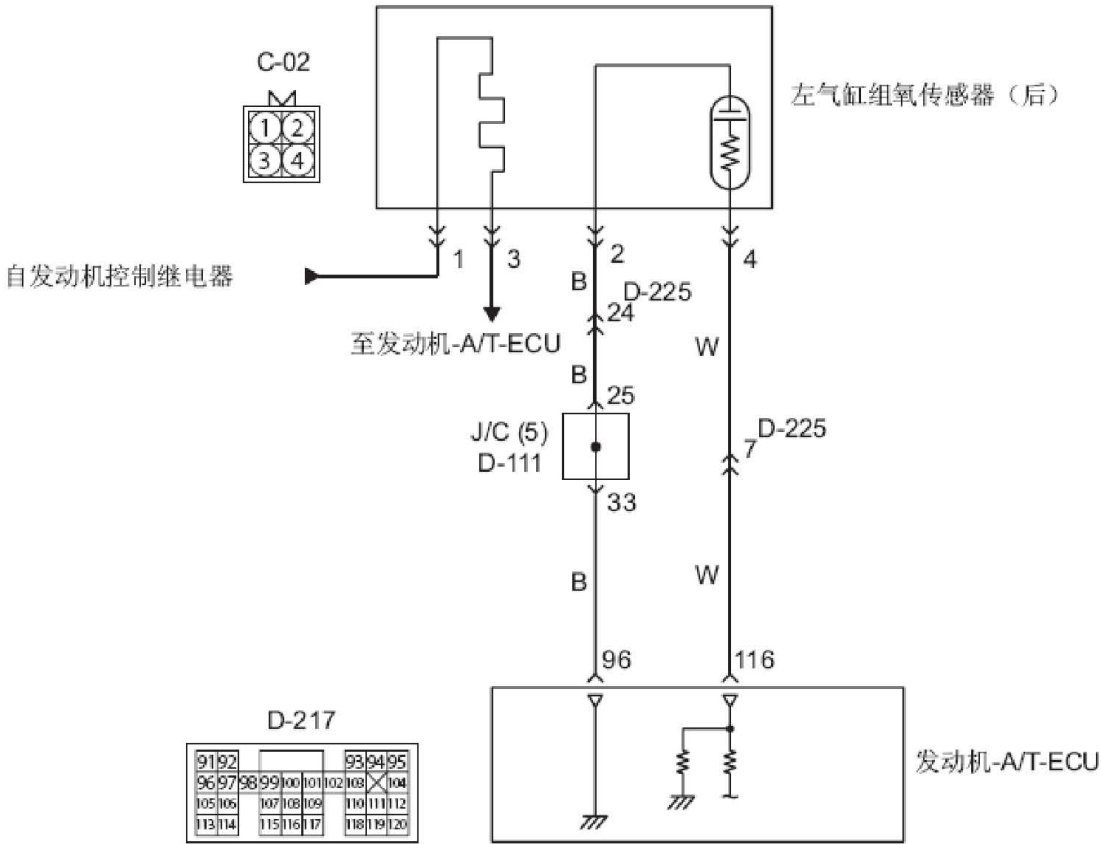 C-02
1 2
3 4
左气缸组氧传感器（后）
1
3
2
4
自发动机控制继电器
至发动机-A/T-ECU
B
D-225
24
W
B
25
J/C (5)
D-111
D-225
7
33
B
W
96
116
D-217
91 92 93 94 95
96 97 98 99 100 101 102 103 104
105 106 107 108 109 110 111 112
113 114 115 116 117 118 119 120
发动机-A/T-ECU